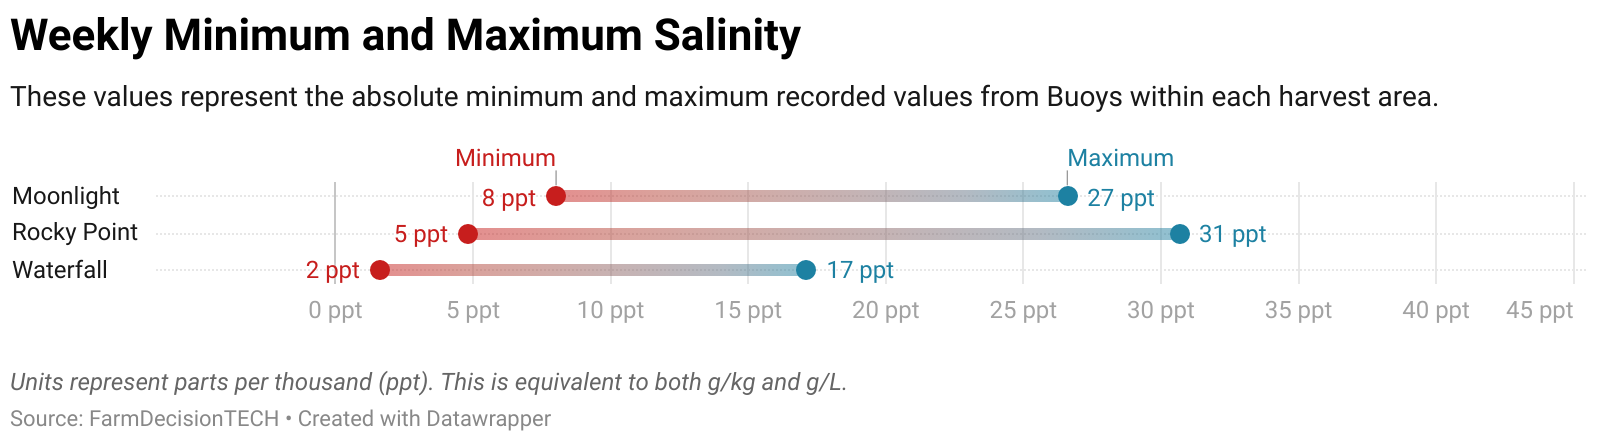 Weekly Minimum and Maximum Salinity
These values represent the absolute minimum and maximum recorded values from Buoys within each harvest area.
Minimum Maximum
Moonlight 8 ppt 27 ppt
Rocky Point 5 ppt 31 ppt
Waterfall 2 ppt 17 ppt
0 ppt 5 ppt 10 ppt 15 ppt 20 ppt 25 ppt 30 ppt 35 ppt 40 ppt 45 ppt
Units represent parts per thousand (ppt). This is equivalent to both g/kg and g/L.
Source: FarmDecisionTECH • Created with Datawrapper